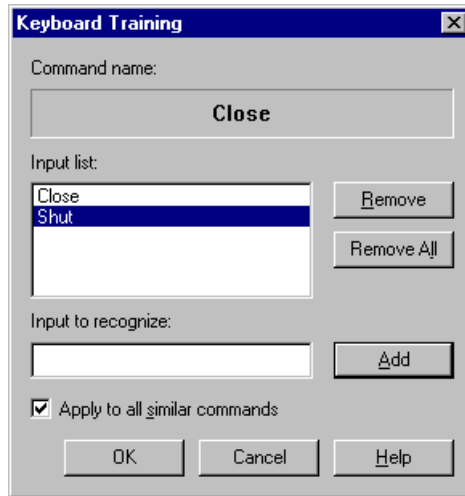 Keyboard Training
Command name:
Close
Input list:
Close
Shut
Remove
Remove All
Input to recognize:
Add
Apply to all similar commands
OK Cancel Help